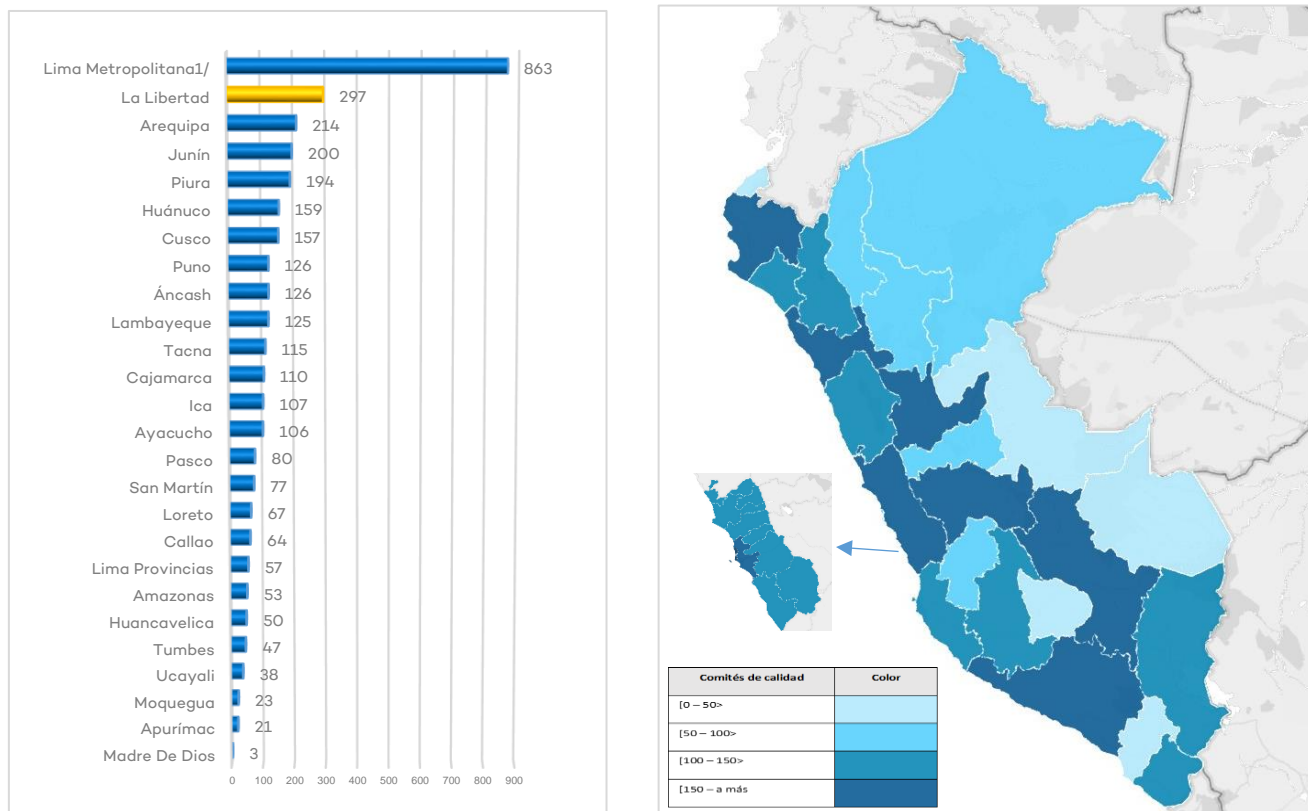 Lima Metropolitana1/ 863
La Libertad 297
Arequipa 214
Junín 200
Piura 194
Huánuco 159
Cusco 157
Puno 126
Áncash 126
Lambayeque 125
Tacna 115
Cajamarca 110
Ica 107
Ayacucho 106
Pasco 80
San Martín 77
Loreto 67
Callao 64
Lima Provincias 57
Amazonas 53
Huancavelica 50
Tumbes 47
Ucayali 38
Moquegua 23
Apurímac 21
Madre De Dios 3
0 100 200 300 400 500 600 700 800 900
Comités de calidad Color
[0 – 50>
[50 – 100>
[100 – 150>
[150 – a más